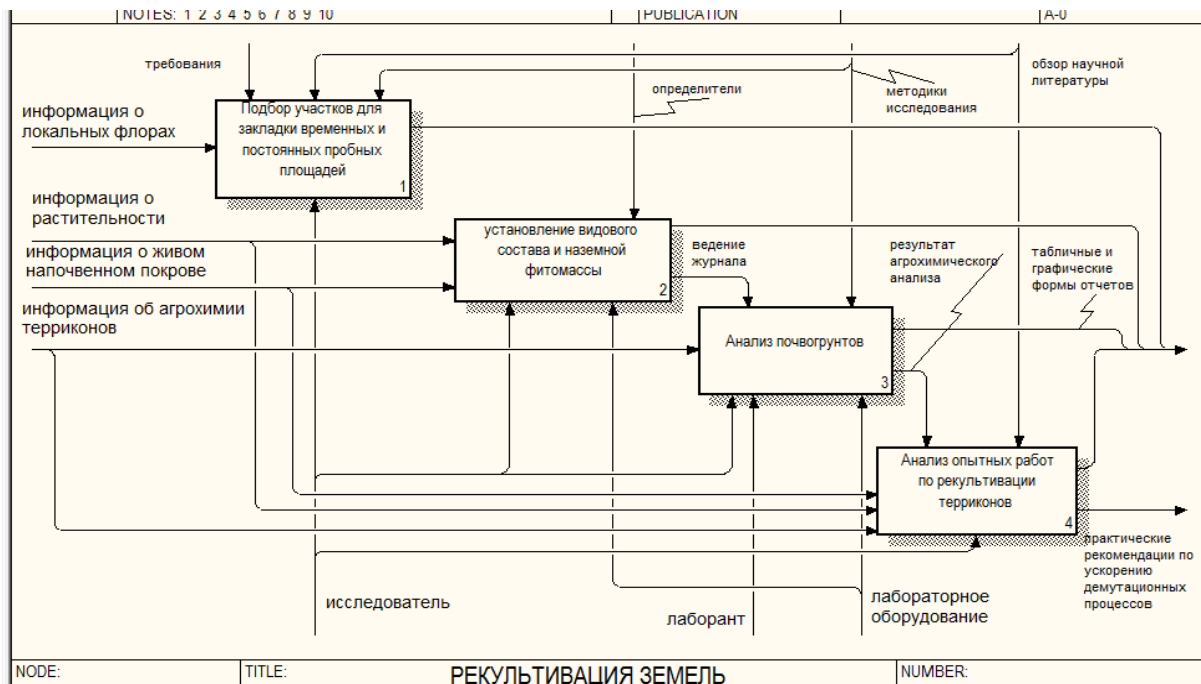 NOTES: 1 2 3 4 5 6 7 8 9 10
PUBLICATION
A-0
требования
определители
методики
исследования
обзор научной
литературы
информация о
локальных флорах
Подбор участков для
закладки временных и
постоянных пробных
площадей
1
информация о
растительности
информация о живом
напочвенном покрове
установление видового
состава и наземной
фитомассы
2
ведение
журнала
результат
агрохимического
анализа
табличные и
графические
формы отчетов
информация об агрохимии
терриконов
Анализ почвогрунтов
3
Анализ опытных работ
по рекультивации
терриконов
4
практические
рекомендации по
ускорению
демутационных
процессов
исследователь
лаборант
лабораторное
оборудование
NODE:
TITLE:
РЕКУЛЬТИВАЦИЯ ЗЕМЕЛЬ
NUMBER: